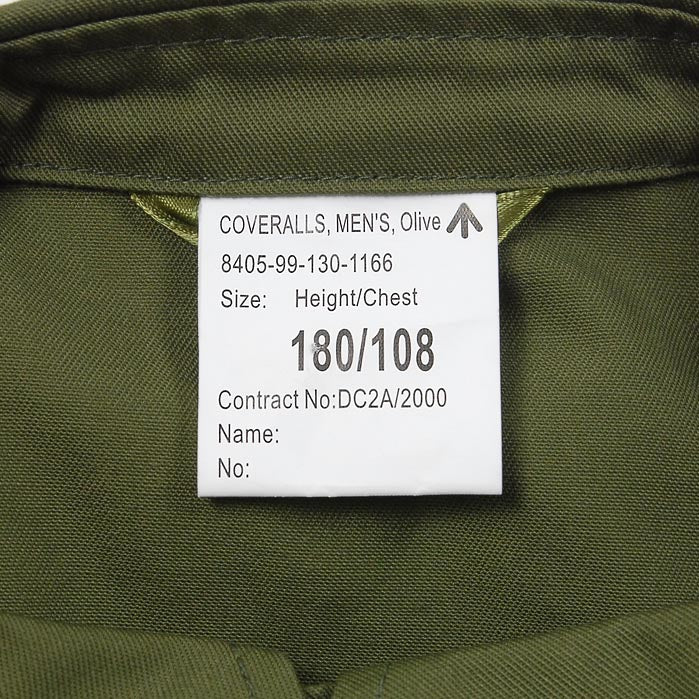 COVERALLS, MEN'S, Olive
8405-99-130-1166
Size: Height/Chest
180/108
Contract No:DC2A/2000
Name:
No: